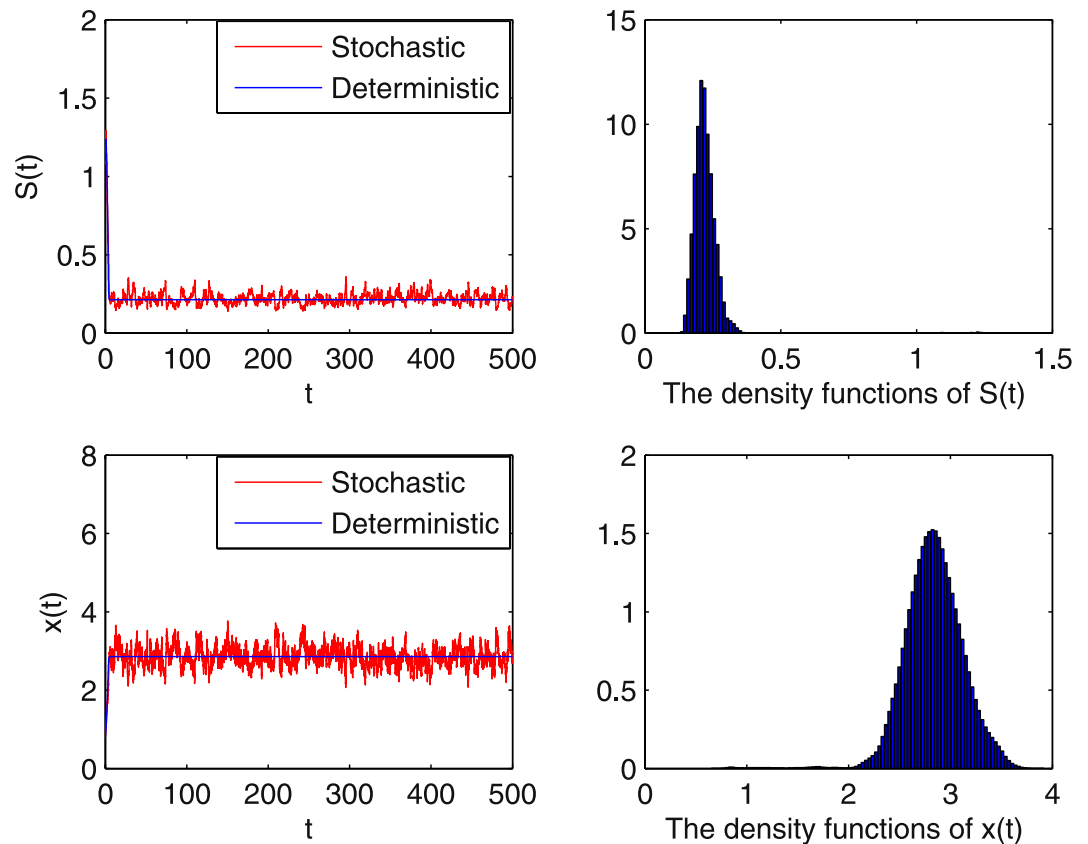 2
1.5
1
0.5
0
S(t)
Stochastic
Deterministic
0 100 200 300 400 500
t
15
10
5
0
0 0.5 1 1.5
The density functions of S(t)
8
6
4
2
0
x(t)
Stochastic
Deterministic
0 100 200 300 400 500
t
2
1.5
1
0.5
0
0 1 2 3 4
The density functions of x(t)